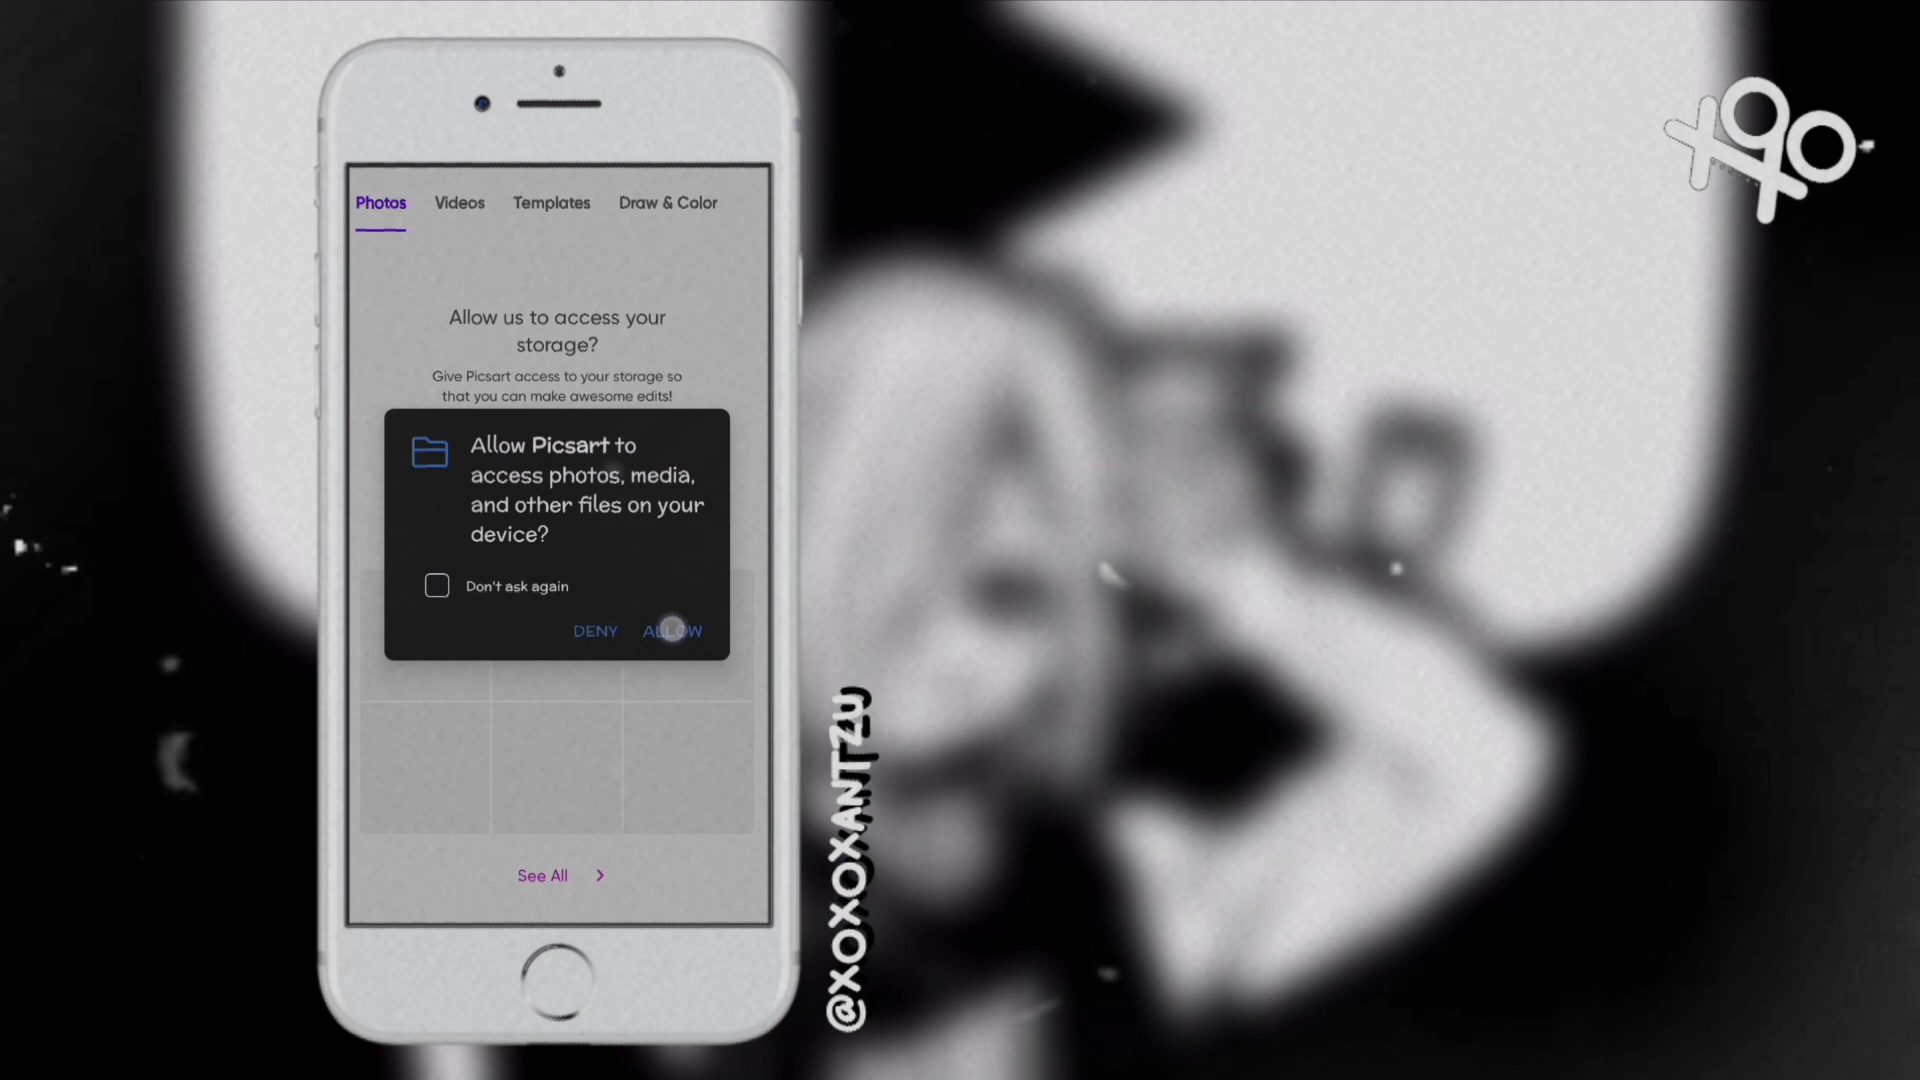 Photos Videos Templates Draw & Color
Allow us to access your
storage?
Give Picsart access to your storage so
that you can make awesome edits!
Allow Picsart to
access photos, media,
and other files on your
device?
Don't ask again
DENY ALLOW
See All >
@XOXOXOXANTZU